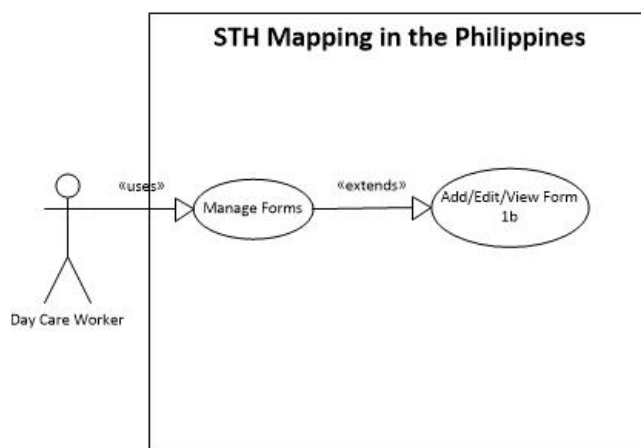 STH Mapping in the Philippines
«uses»
«extends»
Manage Forms
Add/Edit/View Form
1b
Day Care Worker